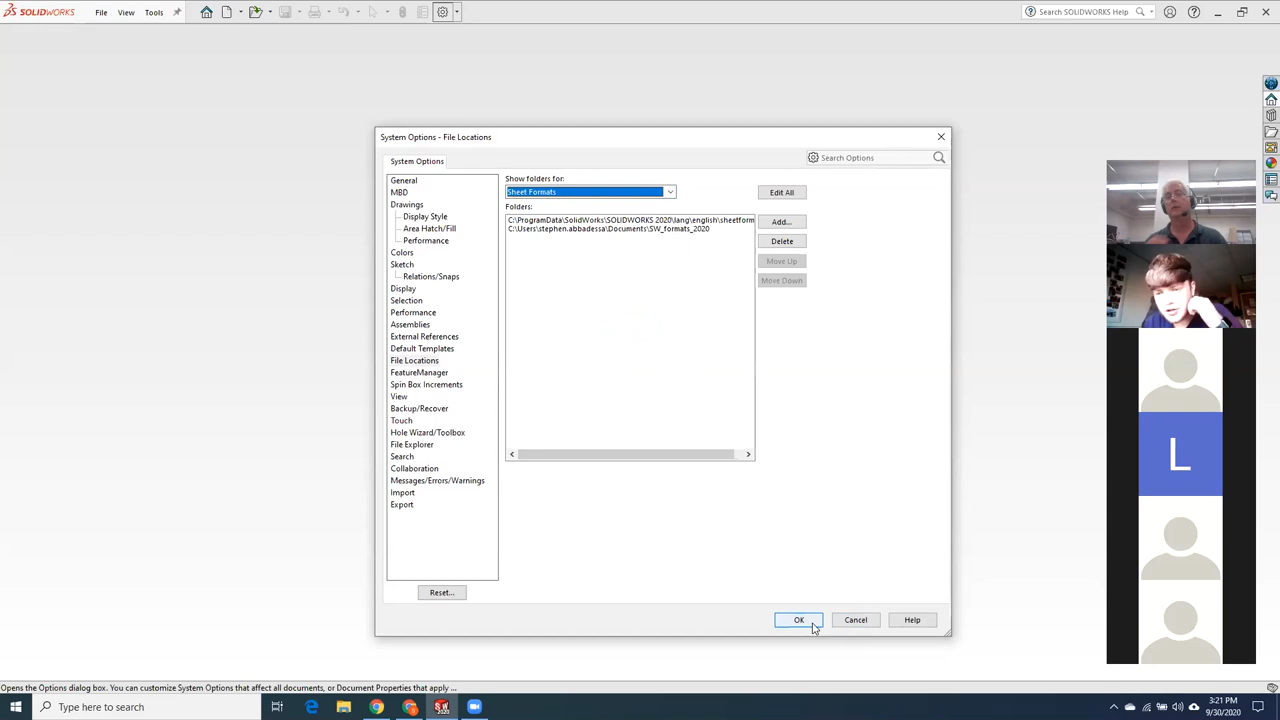 SOLIDWORKS File View Tools Search SOLIDWORKS Help
System Options - File Locations
System Options
Search Options
General
MBD
Drawings
Display Style
Area Hatch/Fill
Performance
Colors
Sketch
Relations/Snaps
Display
Selection
Performance
Assemblies
External References
Default Templates
File Locations
FeatureManager
Spin Box Increments
View
Backup/Recover
Touch
Hole Wizard/Toolbox
File Explorer
Search
Collaboration
Messages/Errors/Warnings
Import
Export
Reset...
Show folders for:
Sheet Formats
Folders:
C:\ProgramData\SolidWorks\SOLIDWORKS 2020\lang\english\sheetform
C:\Users\stephen.abbadessa\Documents\SW_formats_2020
Edit All
Add...
Delete
Move Up
Move Down
OK Cancel Help
L
Opens the Options dialog box. You can customize System Options that affect all documents, or Document Properties that apply ...
Type here to search
SW
2020
3:21 PM
9/30/2020